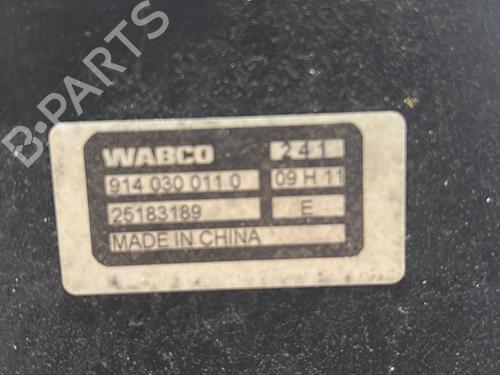 B-PARTS
WABCO 241
914 030 011 0 09 H 11
25183189 E
MADE IN CHINA